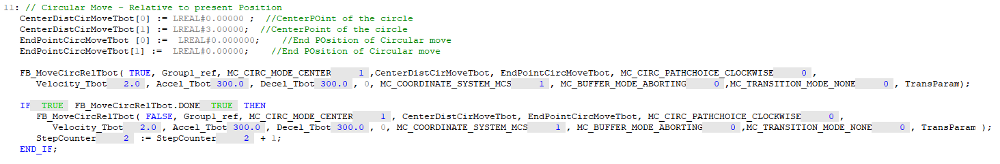 11: // Circular Move - Relative to present Position
CenterDistCirMoveTbot[0] := LREAL#0.00000 ; //CenterPOint of the circle
CenterDistCirMoveTbot[1] := LREAL#3.00000; //CenterPoint of the circle
EndPointCircMoveTbot [0] := LREAL#0.000000; //End POsition of Circular move
EndPointCircMoveTbot[1] := LREAL#0.00000; //End POsition of Circular move
FB_MoveCircRelTbot( TRUE, Group1_ref, MC_CIRC_MODE_CENTER 1 ,CenterDistCirMoveTbot, EndPointCircMoveTbot, MC_CIRC_PATHCHOICE_CLOCKWISE 0 ,
Velocity_Tbot 2.0 , Accel_Tbot 300.0 , Decel_Tbot 300.0 , 0, MC_COORDINATE_SYSTEM_MCS 1 , MC_BUFFER_MODE_ABORTING 0 ,MC_TRANSITION_MODE_NONE 0 , TransParam);
IF TRUE FB_MoveCircRelTbot.DONE TRUE THEN
FB_MoveCircRelTbot( FALSE, Group1_ref, MC_CIRC_MODE_CENTER 1 , CenterDistCirMoveTbot, EndPointCircMoveTbot, MC_CIRC_PATHCHOICE_CLOCKWISE 0 ,
Velocity_Tbot 2.0 , Accel_Tbot 300.0 , Decel_Tbot 300.0 , 0, MC_COORDINATE_SYSTEM_MCS 1 , MC_BUFFER_MODE_ABORTING 0 ,MC_TRANSITION_MODE_NONE 0 , TransParam );
StepCounter 2 := StepCounter 2 + 1;
END_IF;